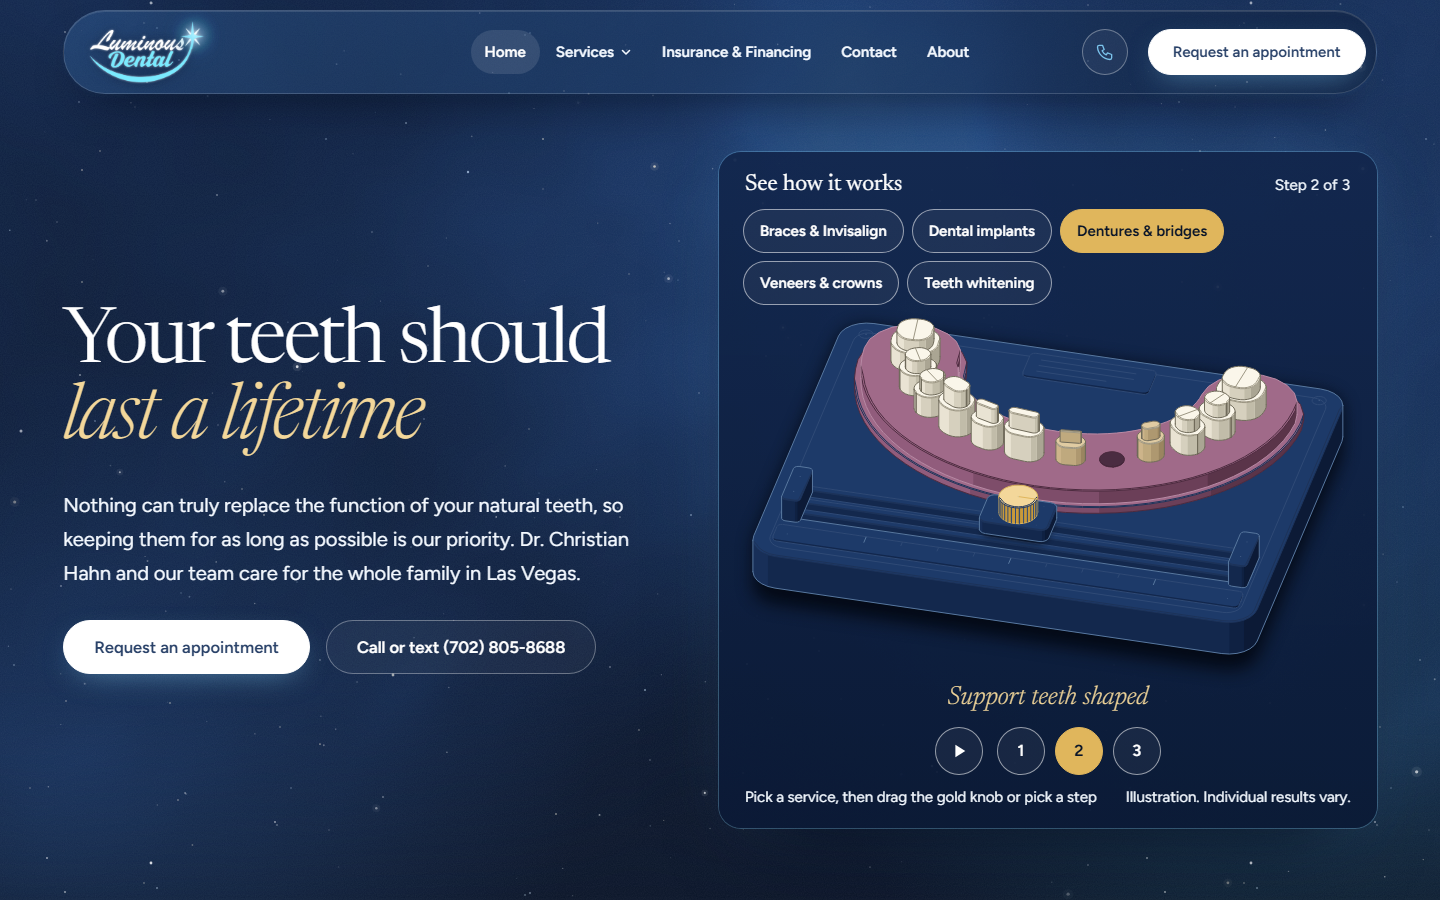 Luminous
Dental
Home
Services
Insurance & Financing
Contact
About
Request an appointment
Your teeth should
last a lifetime
Nothing can truly replace the function of your natural teeth, so
keeping them for as long as possible is our priority. Dr. Christian
Hahn and our team care for the whole family in Las Vegas.
Request an appointment
Call or text (702) 805-8688
See how it works
Step 2 of 3
Braces & Invisalign
Dental implants
Dentures & bridges
Veneers & crowns
Teeth whitening
Support teeth shaped
1
2
3
Pick a service, then drag the gold knob or pick a step
Illustration. Individual results vary.